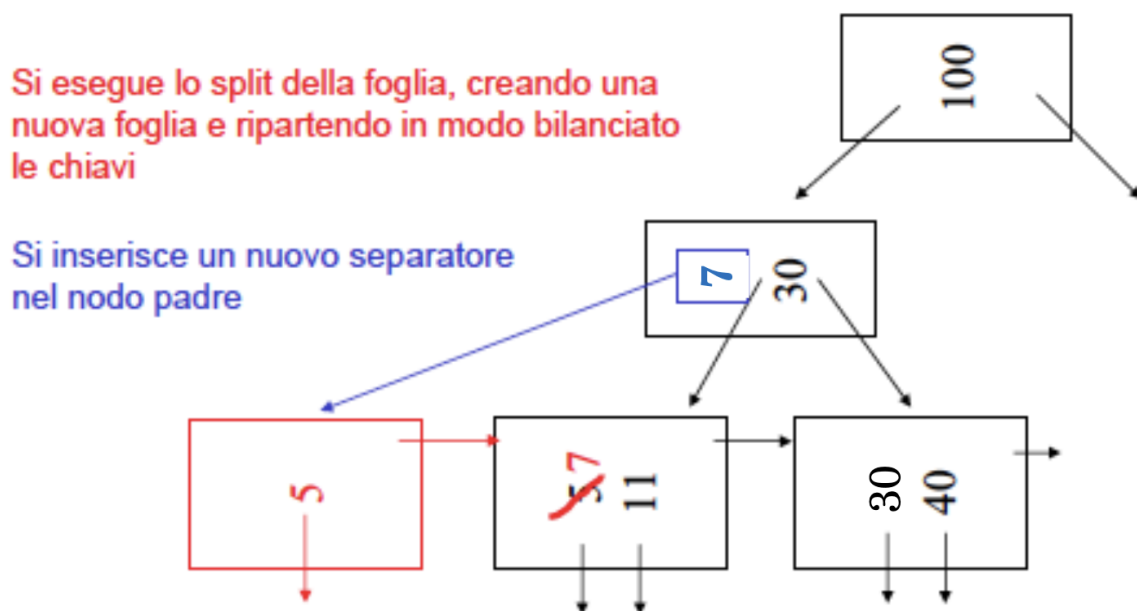 Si esegue lo split della foglia, creando una
nuova foglia e ripartendo in modo bilanciato
le chiavi
100
Si inserisce un nuovo separatore
nel nodo padre
7 30
5
5 7 11
30 40